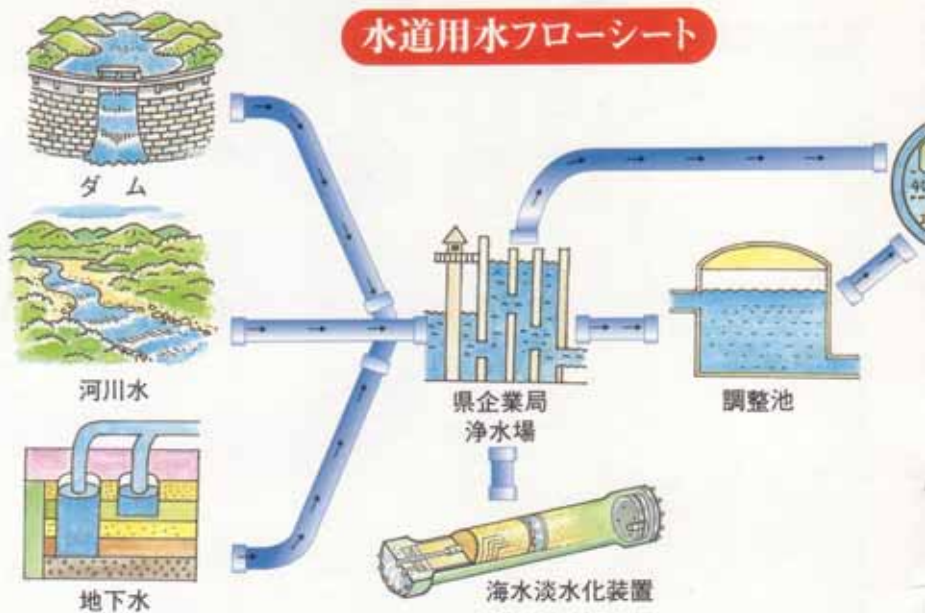 水道用水フローシート
ダム
河川水
地下水
県企業局
浄水場
調整池
海水淡水化装置